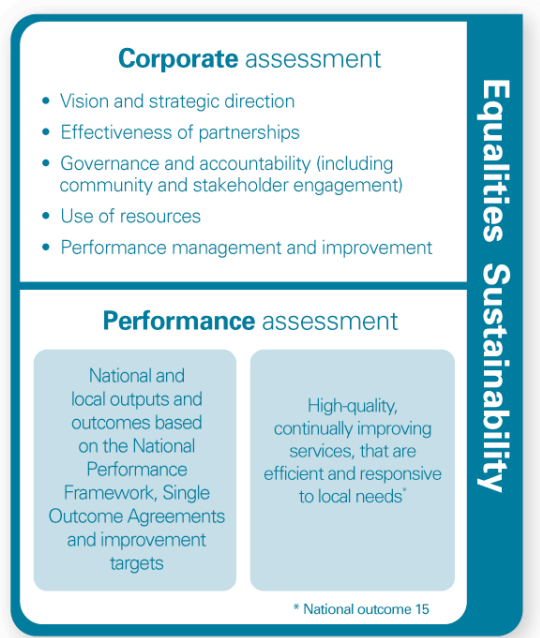 Corporate assessment
• Vision and strategic direction
• Effectiveness of partnerships
• Governance and accountability (including
community and stakeholder engagement)
• Use of resources
• Performance management and improvement
Performance assessment
National and
local outputs and
outcomes based
on the National
Performance
Framework, Single
Outcome Agreements
and improvement
targets
High-quality,
continually improving
services, that are
efficient and responsive
to local needs*
* National outcome 15
Equalities Sustainability